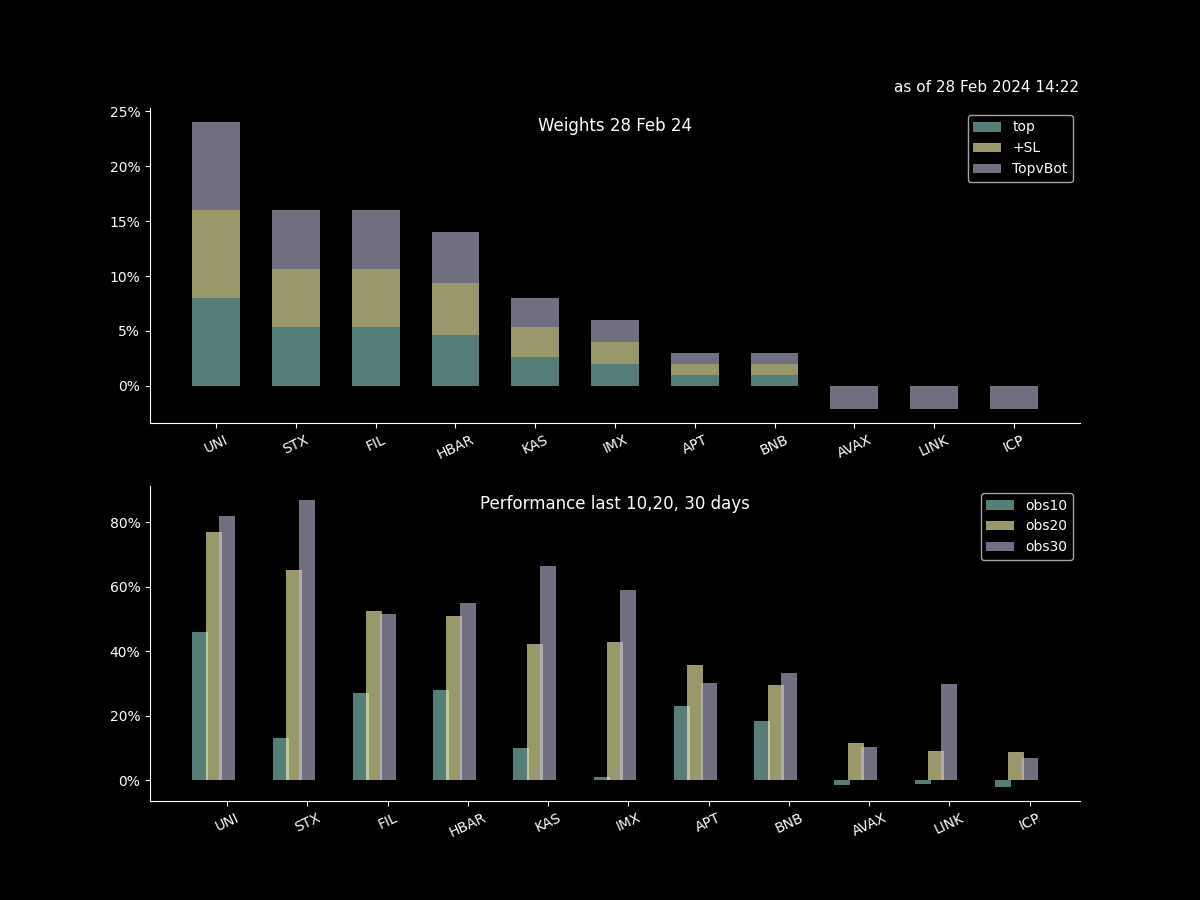 as of 28 Feb 2024 14:22
Weights 28 Feb 24
top
+SL
TopvBot
25%
20%
15%
10%
5%
0%
UNI STX FIL HBAR KAS IMX APT BNB AVAX LINK ICP
Performance last 10,20, 30 days
obs10
obs20
obs30
80%
60%
40%
20%
0%
UNI STX FIL HBAR KAS IMX APT BNB AVAX LINK ICP